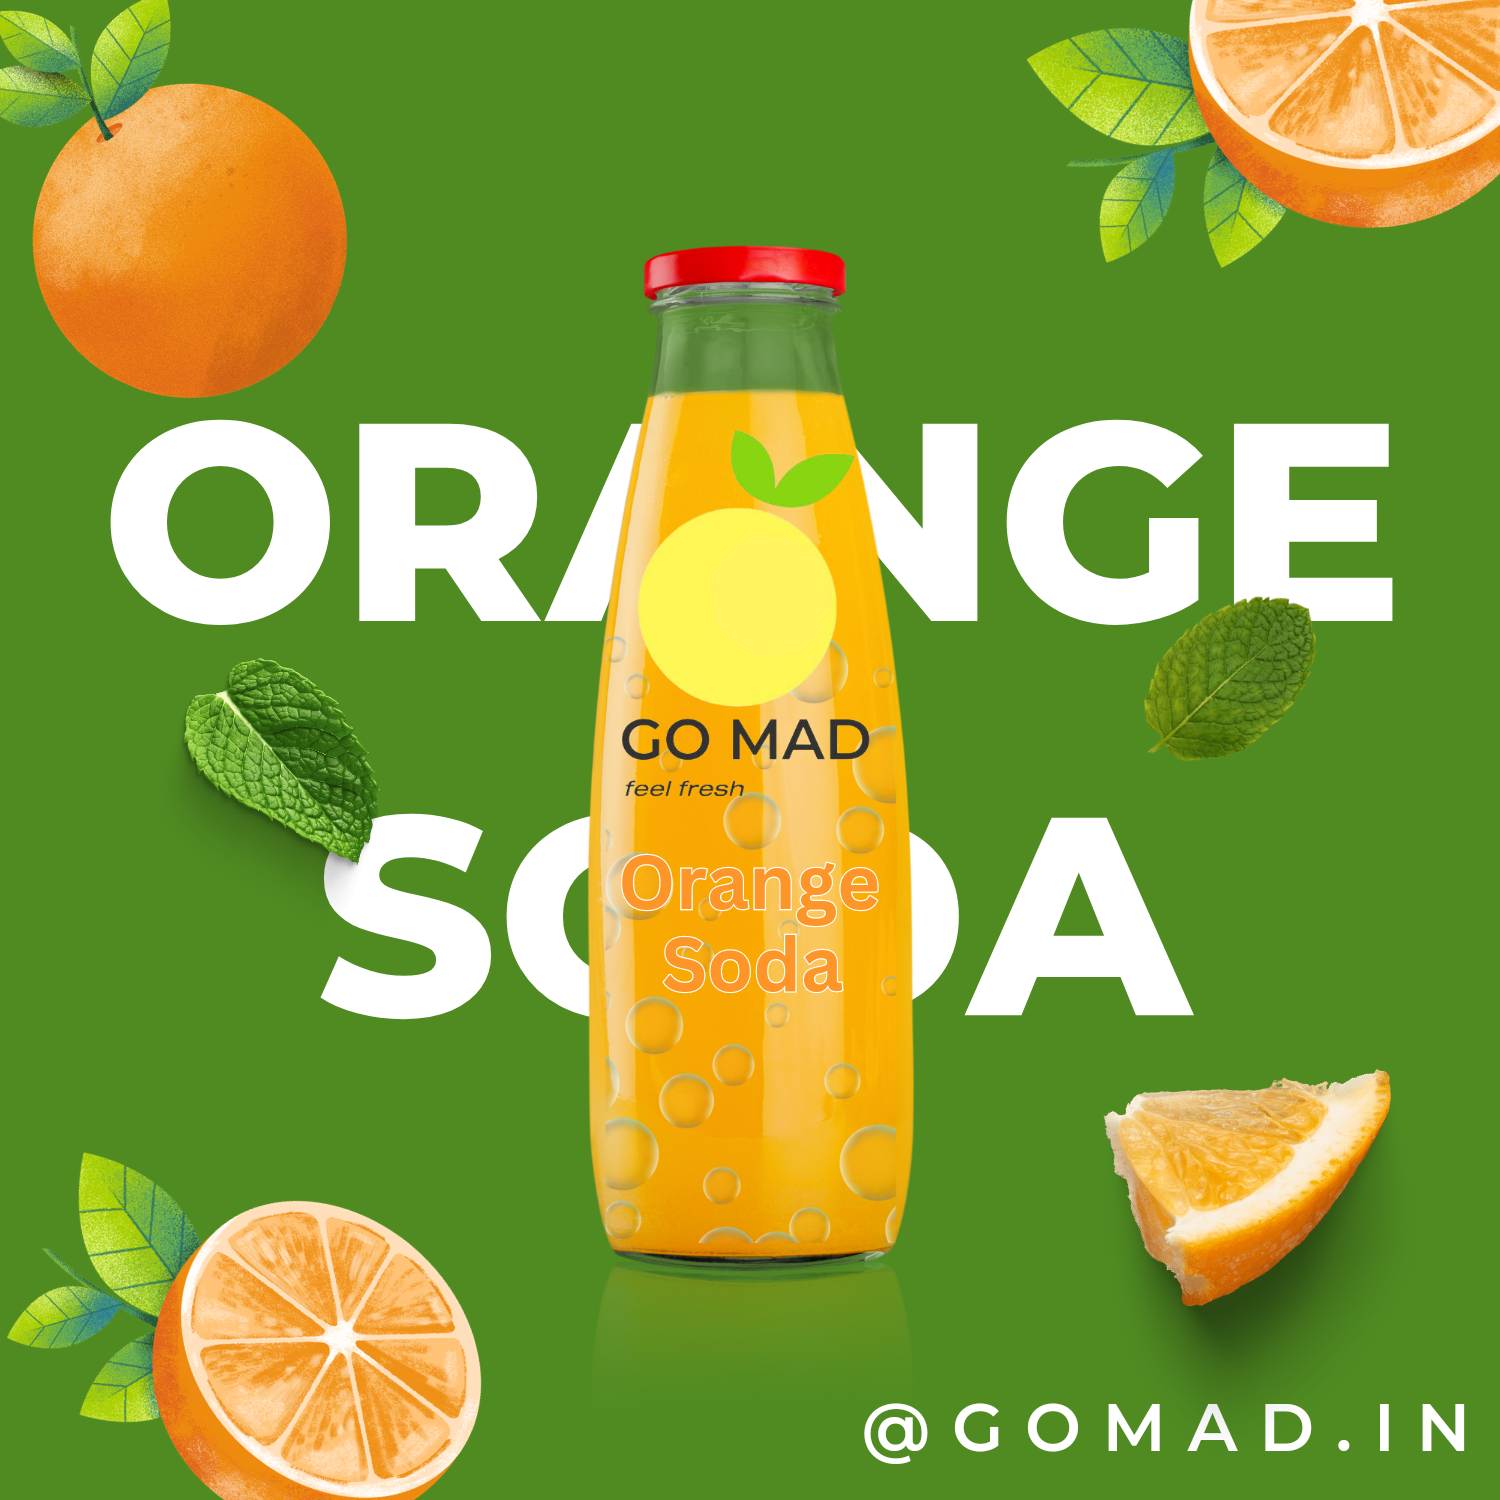 ORANGE
GO MAD
feel fresh
SODA
Orange
Soda
@GOMAD.IN